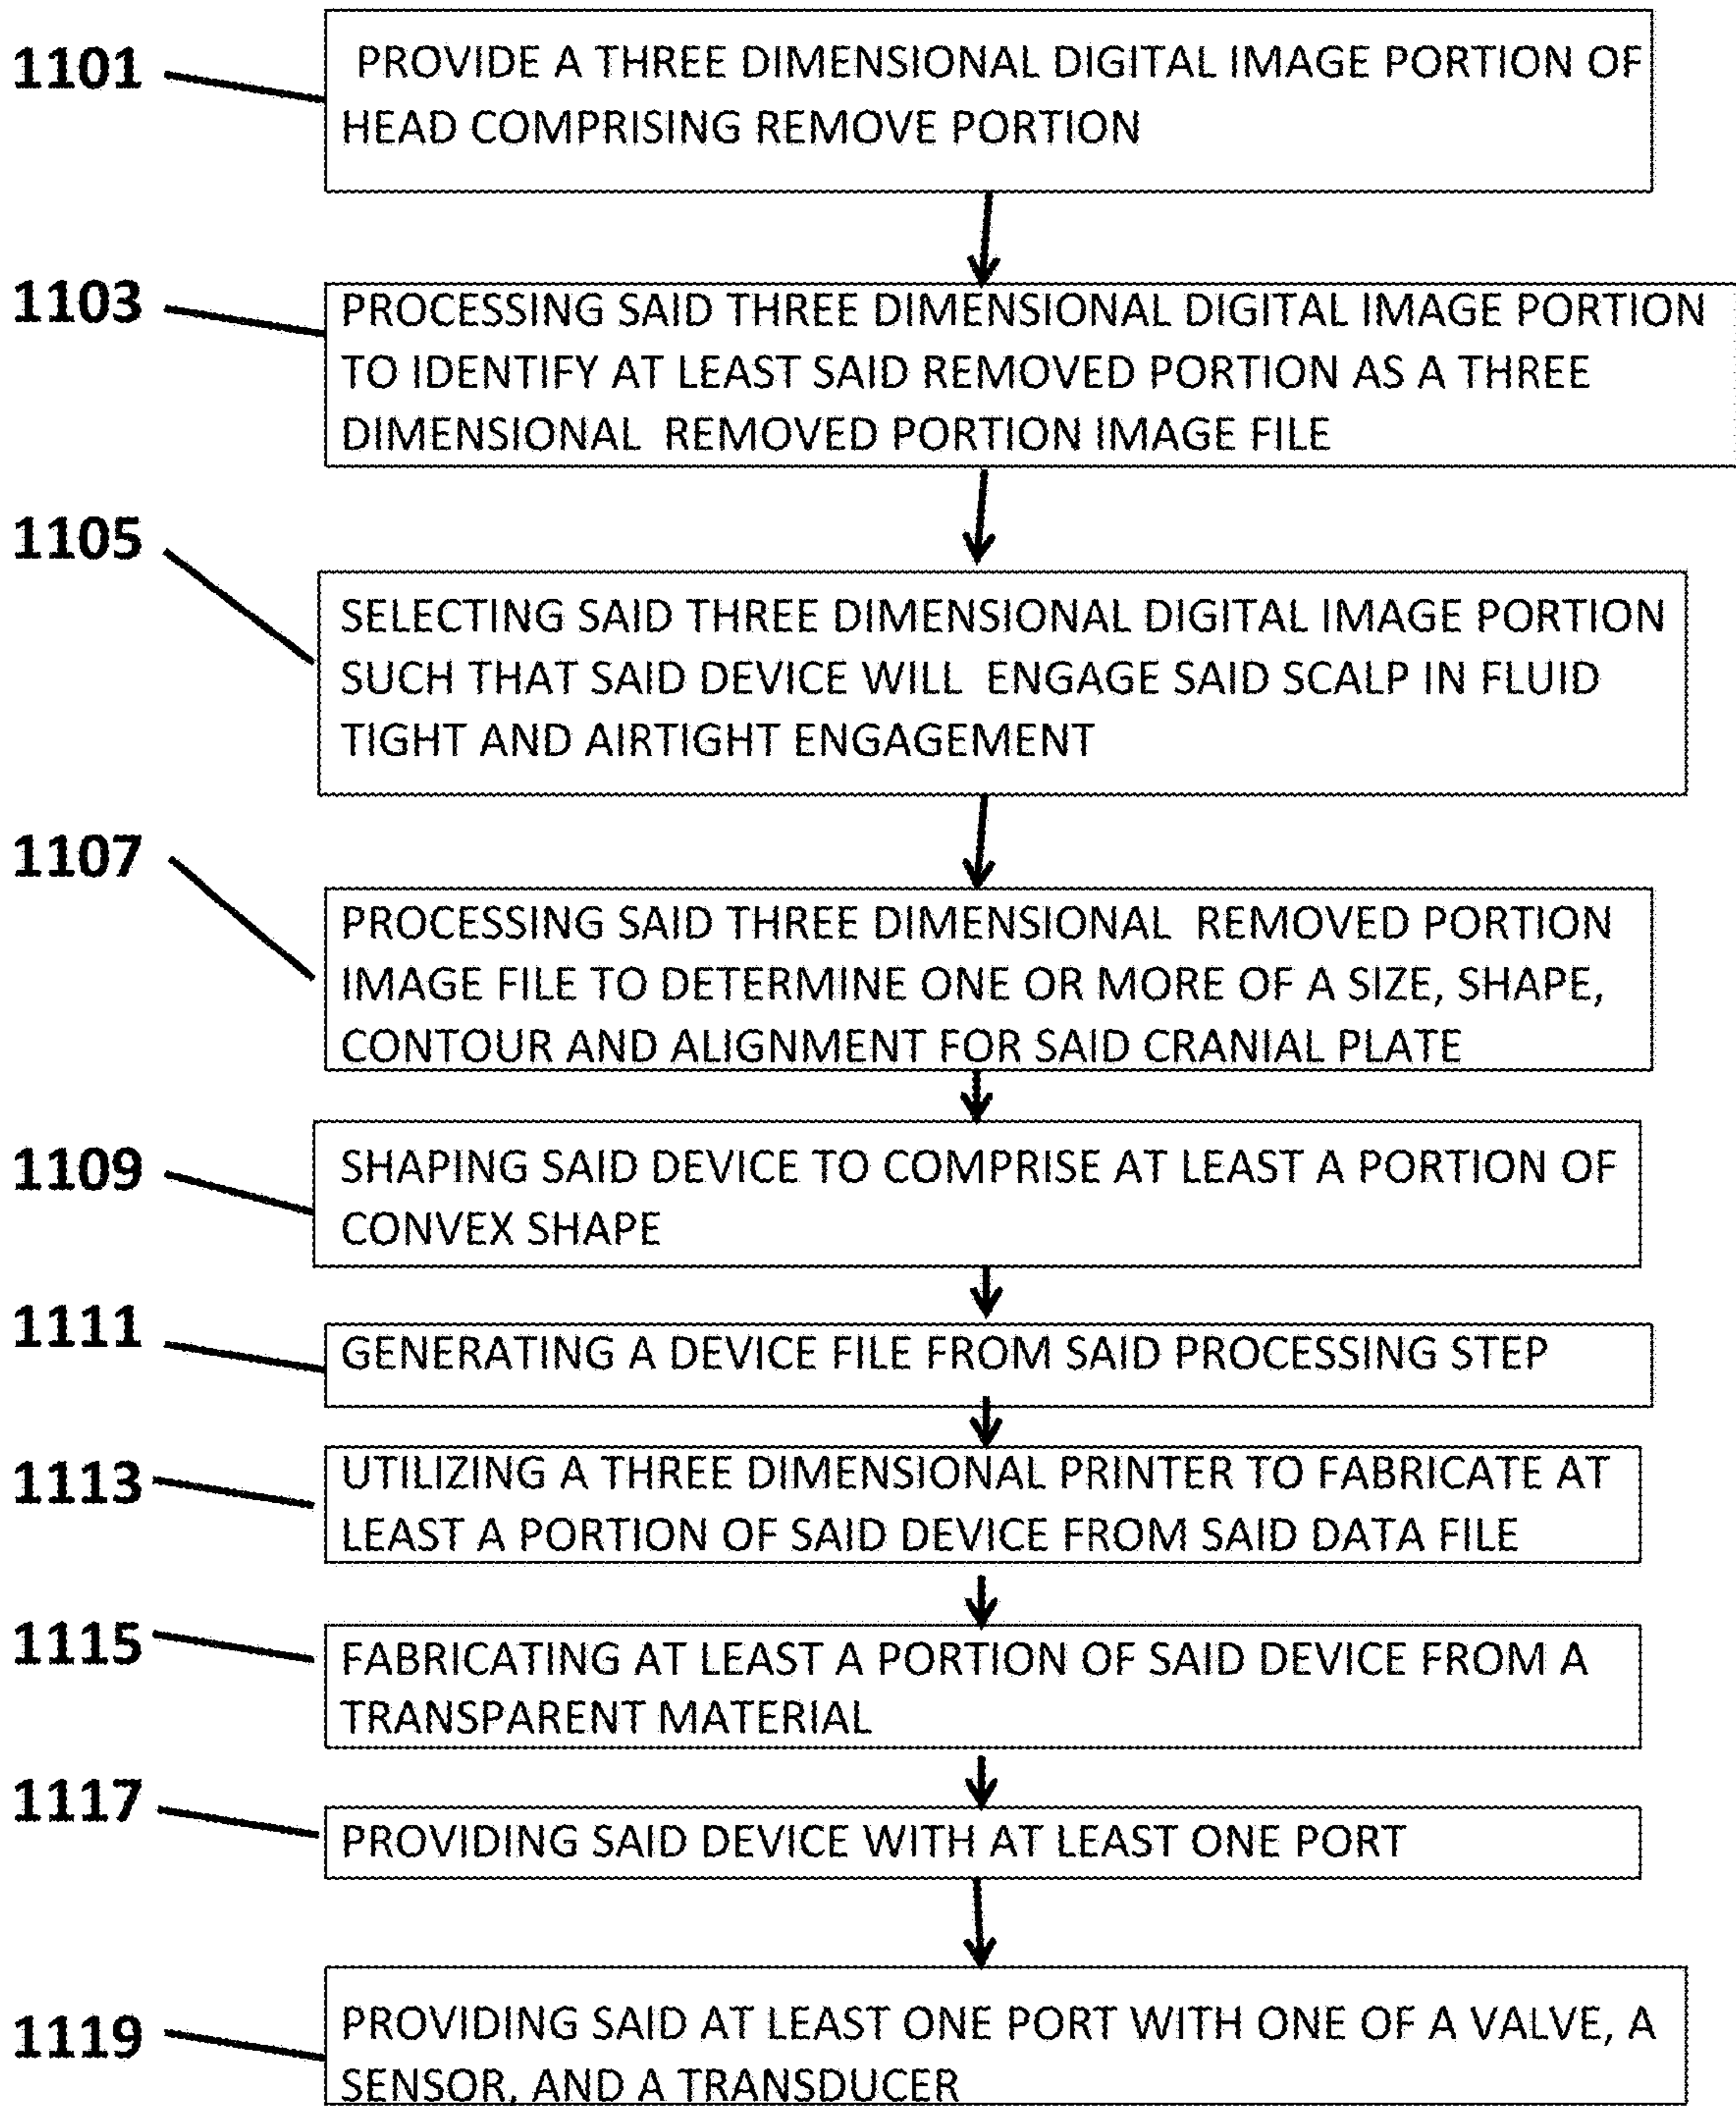 1101
PROVIDE A THREE DIMENSIONAL DIGITAL IMAGE PORTION OF
HEAD COMPRISING REMOVE PORTION
1103
PROCESSING SAID THREE DIMENSIONAL DIGITAL IMAGE PORTION
TO IDENTIFY AT LEAST SAID REMOVED PORTION AS A THREE
DIMENSIONAL REMOVED PORTION IMAGE FILE
1105
SELECTING SAID THREE DIMENSIONAL DIGITAL IMAGE PORTION
SUCH THAT SAID DEVICE WILL ENGAGE SAID SCALP IN FLUID
TIGHT AND AIRTIGHT ENGAGEMENT
1107
PROCESSING SAID THREE DIMENSIONAL REMOVED PORTION
IMAGE FILE TO DETERMINE ONE OR MORE OF A SIZE, SHAPE,
CONTOUR AND ALIGNMENT FOR SAID CRANIAL PLATE
1109
SHAPING SAID DEVICE TO COMPRISE AT LEAST A PORTION OF
CONVEX SHAPE
1111
GENERATING A DEVICE FILE FROM SAID PROCESSING STEP
1113
UTILIZING A THREE DIMENSIONAL PRINTER TO FABRICATE AT
LEAST A PORTION OF SAID DEVICE FROM SAID DATA FILE
1115
FABRICATING AT LEAST A PORTION OF SAID DEVICE FROM A
TRANSPARENT MATERIAL
1117
PROVIDING SAID DEVICE WITH AT LEAST ONE PORT
1119
PROVIDING SAID AT LEAST ONE PORT WITH ONE OF A VALVE, A
SENSOR, AND A TRANSDUCER